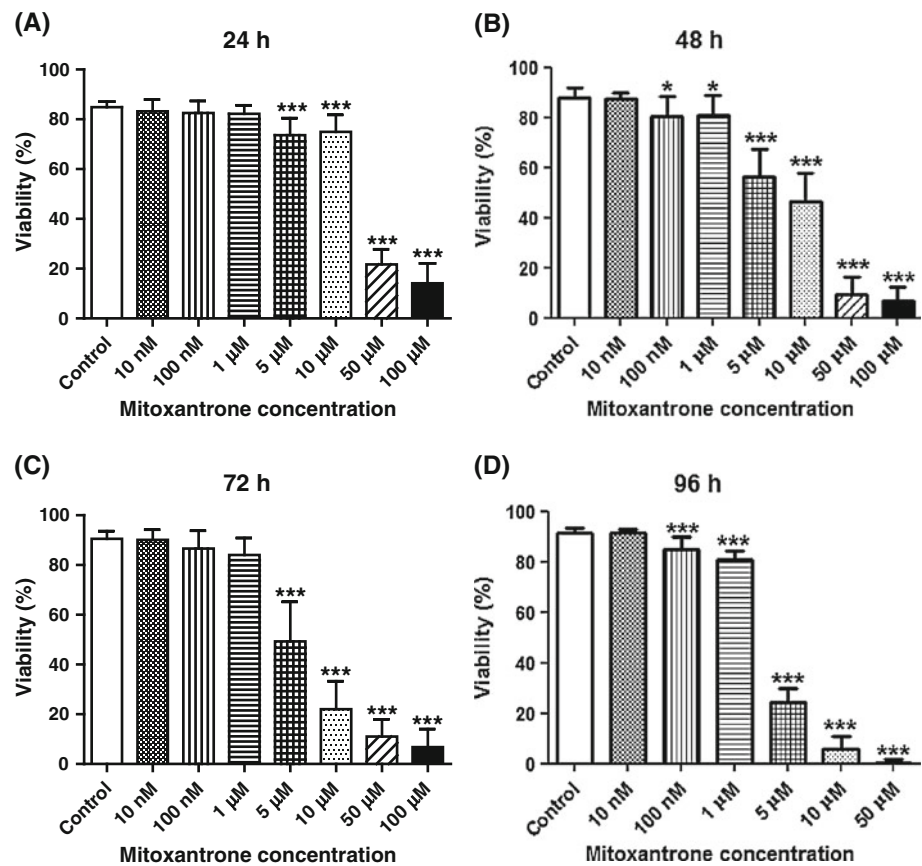 (A)
24 h
100
80
60
40
20
0
Viability (%)
*** *** *** ***
Control 10 nM 100 nM 1 µM 5 µM 10 µM 50 µM 100 µM
Mitoxantrone concentration
(B)
48 h
100
80
60
40
20
0
Viability (%)
* * *** *** *** ***
Control 10 nM 100 nM 1 µM 5 µM 10 µM 50 µM 100 µM
Mitoxantrone concentration
(C)
72 h
100
80
60
40
20
0
Viability (%)
*** *** *** ***
Control 10 nM 100 nM 1 µM 5 µM 10 µM 50 µM 100 µM
Mitoxantrone concentration
(D)
96 h
100
80
60
40
20
0
Viability (%)
*** *** *** *** ***
Control 10 nM 100 nM 1 µM 5 µM 10 µM 50 µM
Mitoxantrone concentration